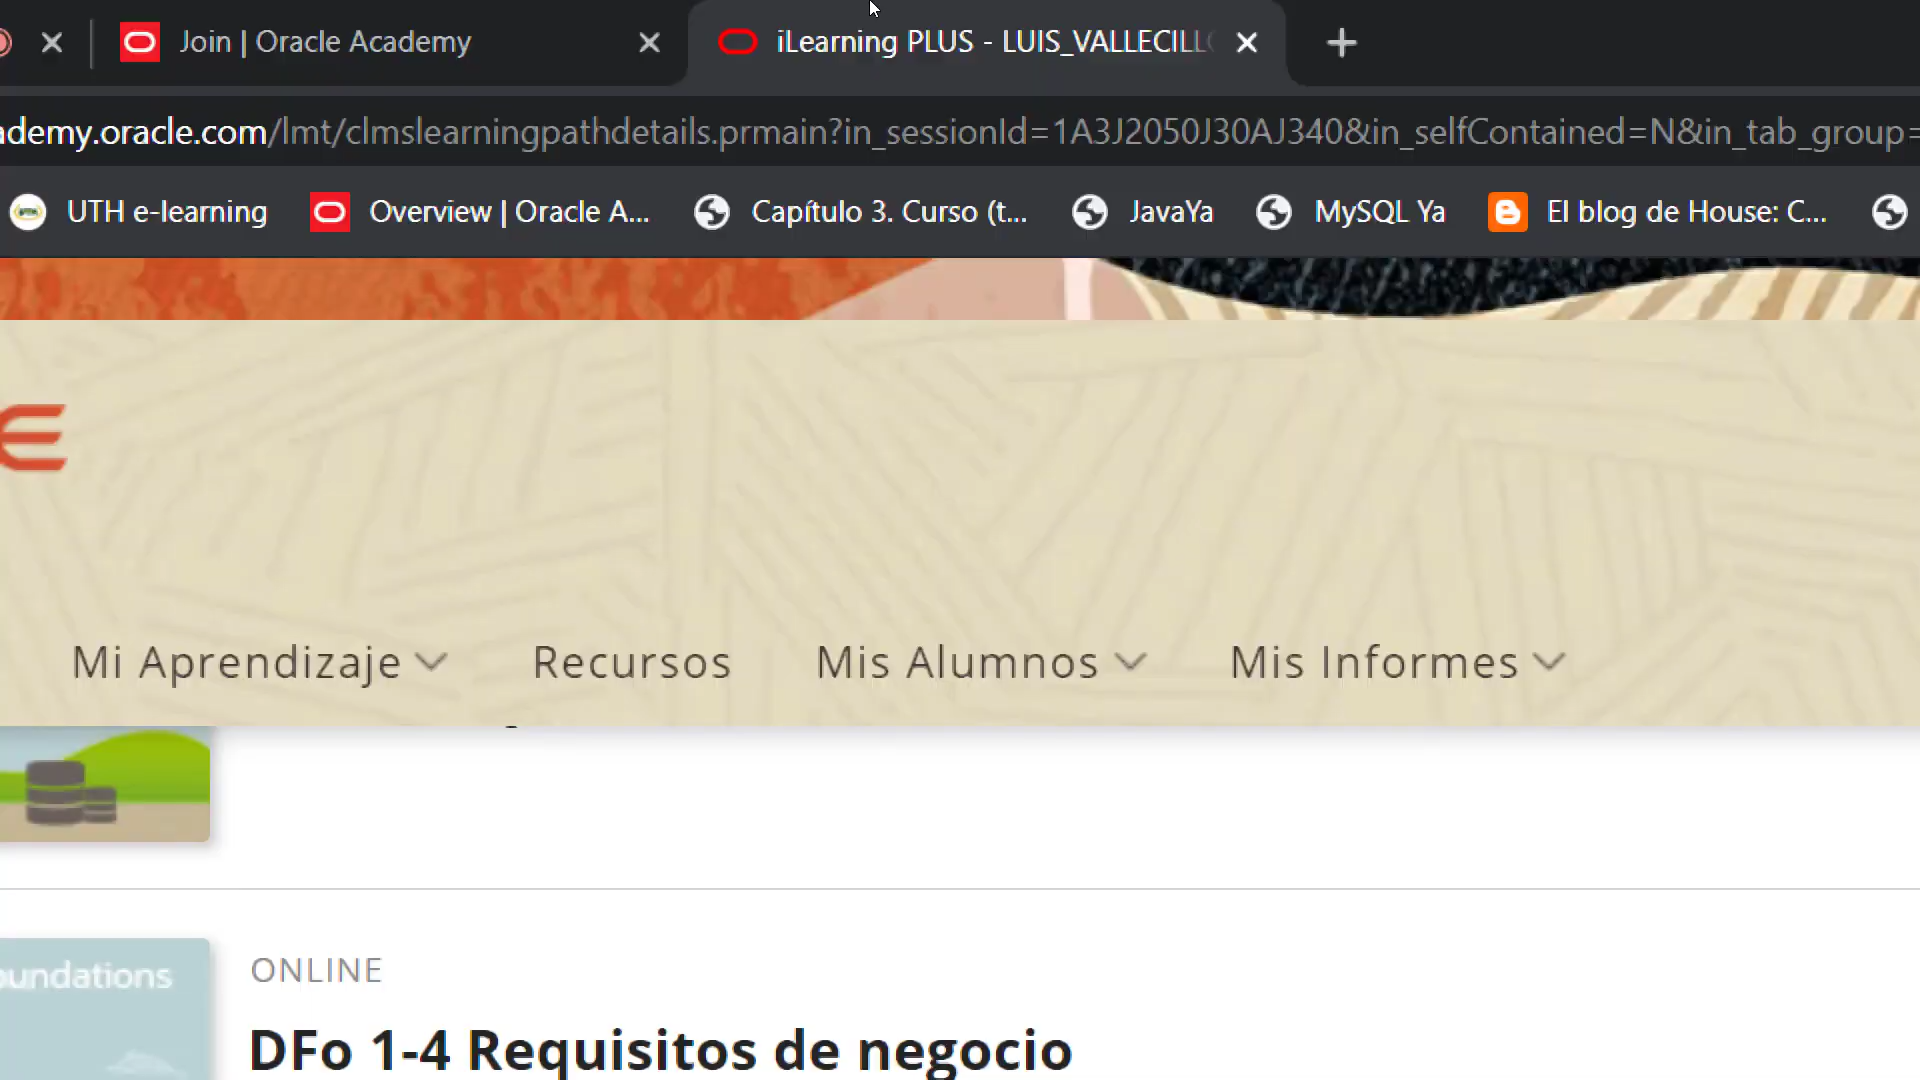 Join | Oracle Academy
iLearning PLUS - LUIS_VALLECILL
ademy.oracle.com/lmt/clmslearningpathdetails.prmain?in_sessionId=1A3J2050J30AJ340&in_selfContained=N&in_tab_group=
UTH e-learning
Overview | Oracle A...
Capítulo 3. Curso (t...
JavaYa
MySQL Ya
El blog de House: C...
E
Mi Aprendizaje
Recursos
Mis Alumnos
Mis Informes
oundations
ONLINE
DFo 1-4 Requisitos de negocio